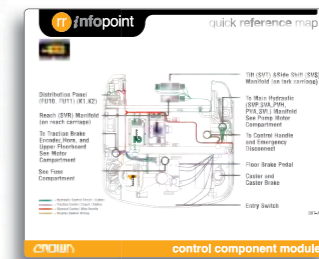 rr infopoint quick reference map
Tilt (SVT) &Side Shift (SVS)
Manifold (on fork carriage)
Distribution Panel
(FU10, FU11) (K1,K2)
Reach (SVR) Manifold
(on reach carriage)
To Traction Brake
Encoder, Horn, and
Upper Floorboard
See Motor
Compartment
See Fuse
Compartment
To Main Hydraulic
(SVP,SVA,PVH,
PVA,SVL) Manifold
See Pump Motor
Compartment
To Control Handle
and Emergency
Disconnect
Floor Brake Pedal
Caster and
Caster Brake
Entry Switch
CROWN control component module